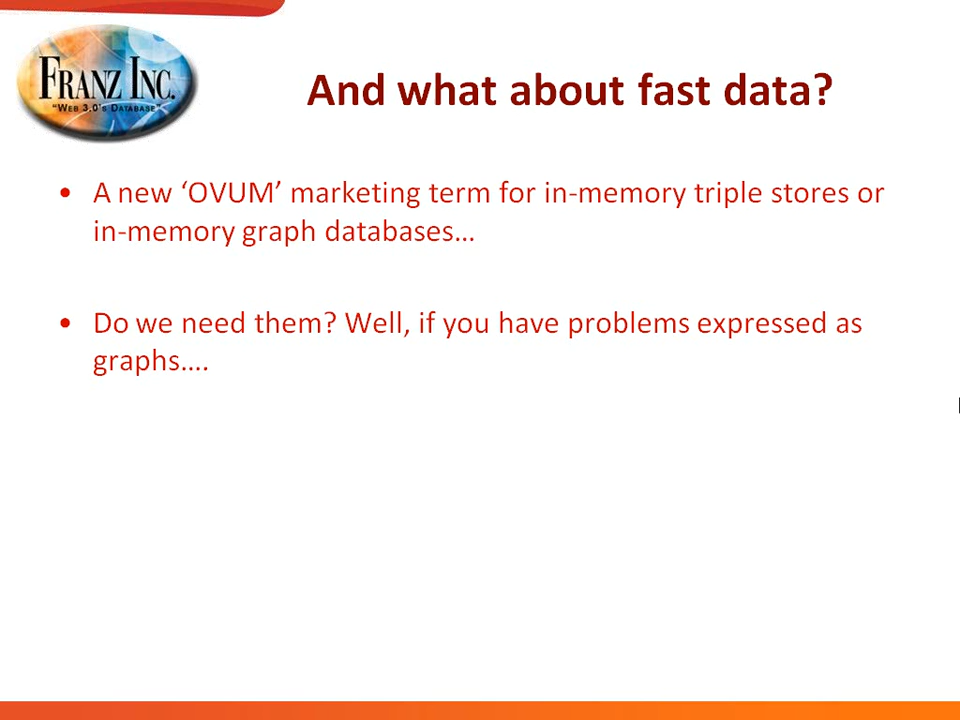 FRANZ INC.
"WEB 3.0'S DATABASE"
And what about fast data?
• A new ‘OVUM’ marketing term for in-memory triple stores or
in-memory graph databases…
• Do we need them? Well, if you have problems expressed as
graphs….